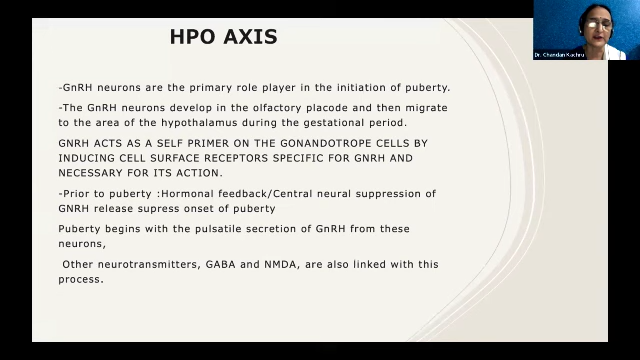 HPO AXIS
Dr. Chandan Kachru
-GnRH neurons are the primary role player in the initiation of puberty.
-The GnRH neurons develop in the olfactory placode and then migrate
to the area of the hypothalamus during the gestational period.
GNRH ACTS AS A SELF PRIMER ON THE GONANDOTROPE CELLS BY
INDUCING CELL SURFACE RECEPTORS SPECIFIC FOR GNRH AND
NECESSARY FOR ITS ACTION.
-Prior to puberty :Hormonal feedback/Central neural suppression of
GNRH release supress onset of puberty
Puberty begins with the pulsatile secretion of GnRH from these
neurons,
Other neurotransmitters, GABA and NMDA, are also linked with this
process.